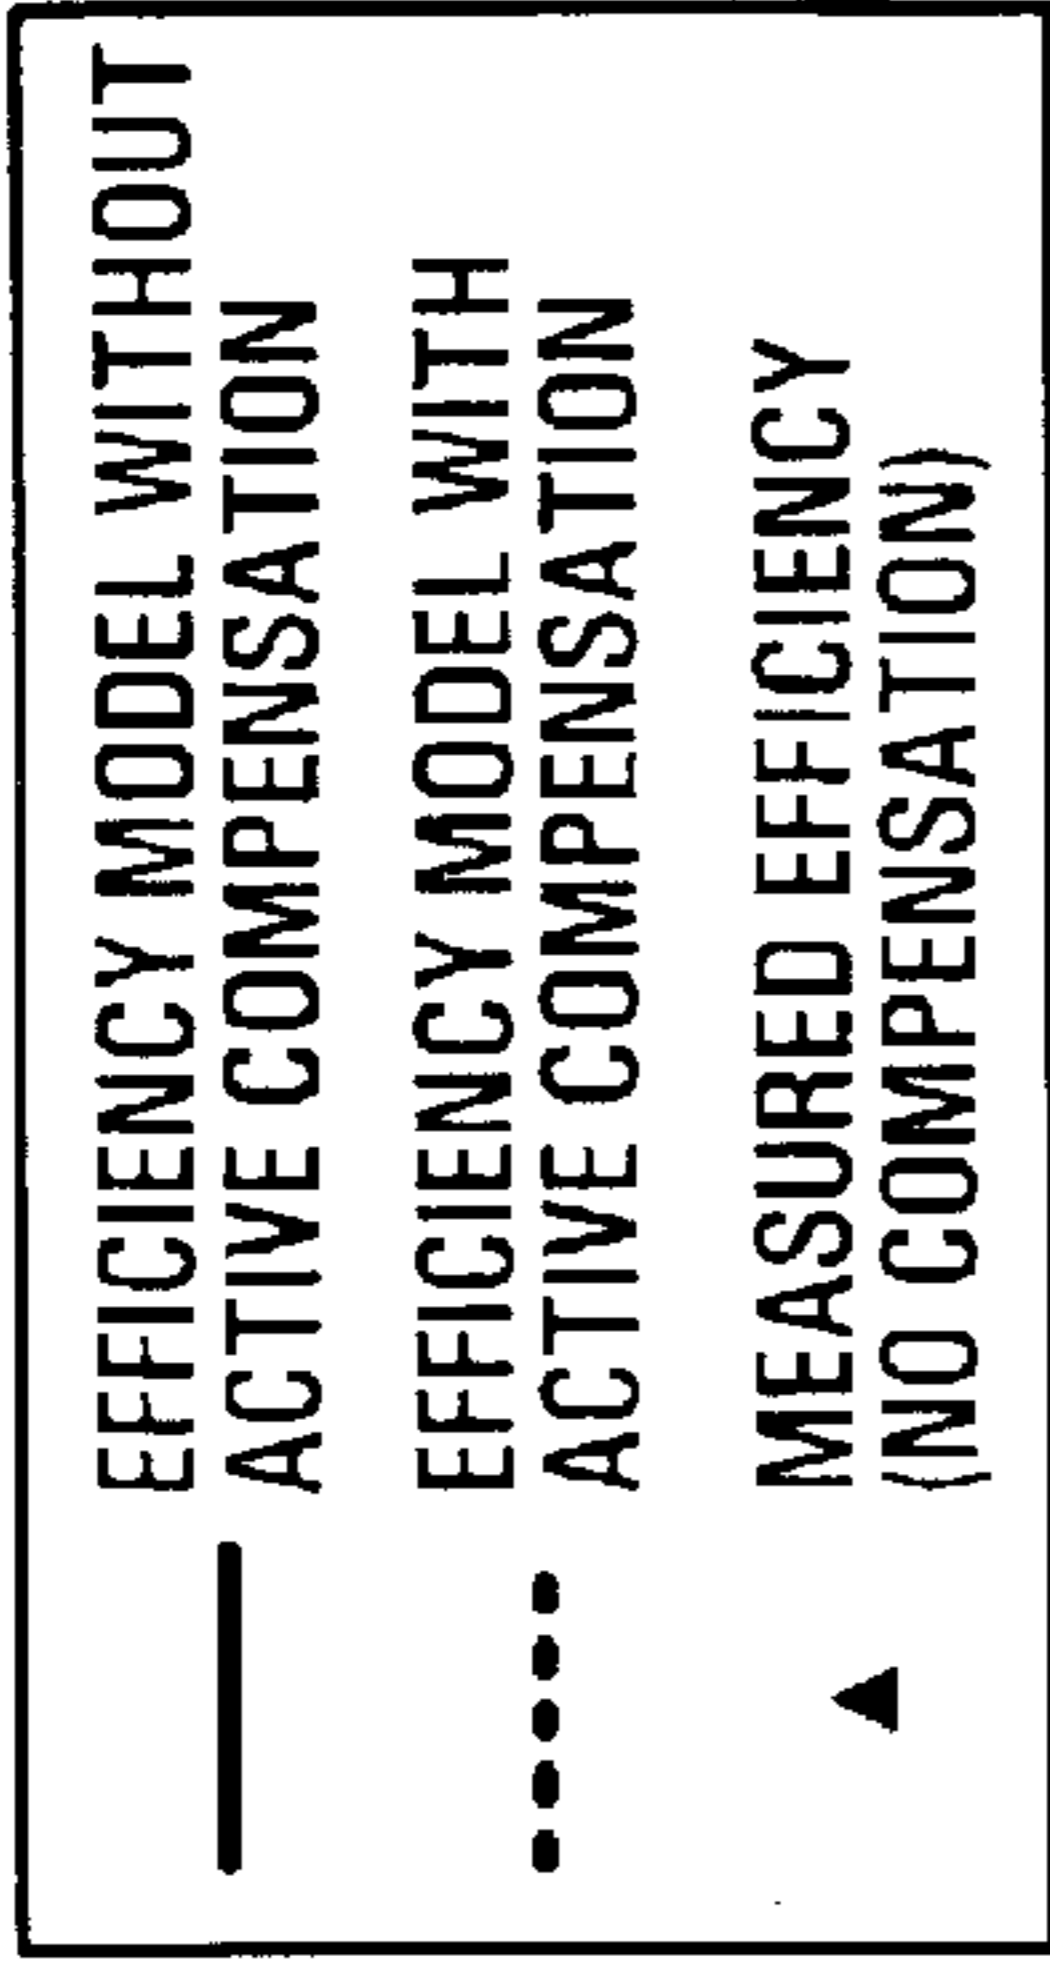 EFFICIENCY MODEL WITHOUT
ACTIVE COMPENSATION
EFFICIENCY MODEL WITH
ACTIVE COMPENSATION
MEASURED EFFICIENCY
(NO COMPENSATION)